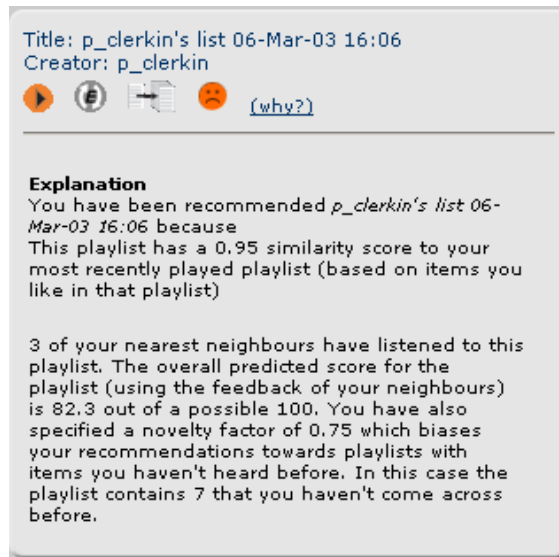 Title: p_clerkin's list 06-Mar-03 16:06
Creator: p_clerkin
(why?)
Explanation
You have been recommended p_clerkin's list 06-
Mar-03 16:06 because
This playlist has a 0.95 similarity score to your
most recently played playlist (based on items you
like in that playlist)
3 of your nearest neighbours have listened to this
playlist. The overall predicted score for the
playlist (using the feedback of your neighbours)
is 82.3 out of a possible 100. You have also
specified a novelty factor of 0.75 which biases
your recommendations towards playlists with
items you haven't heard before. In this case the
playlist contains 7 that you haven't come across
before.